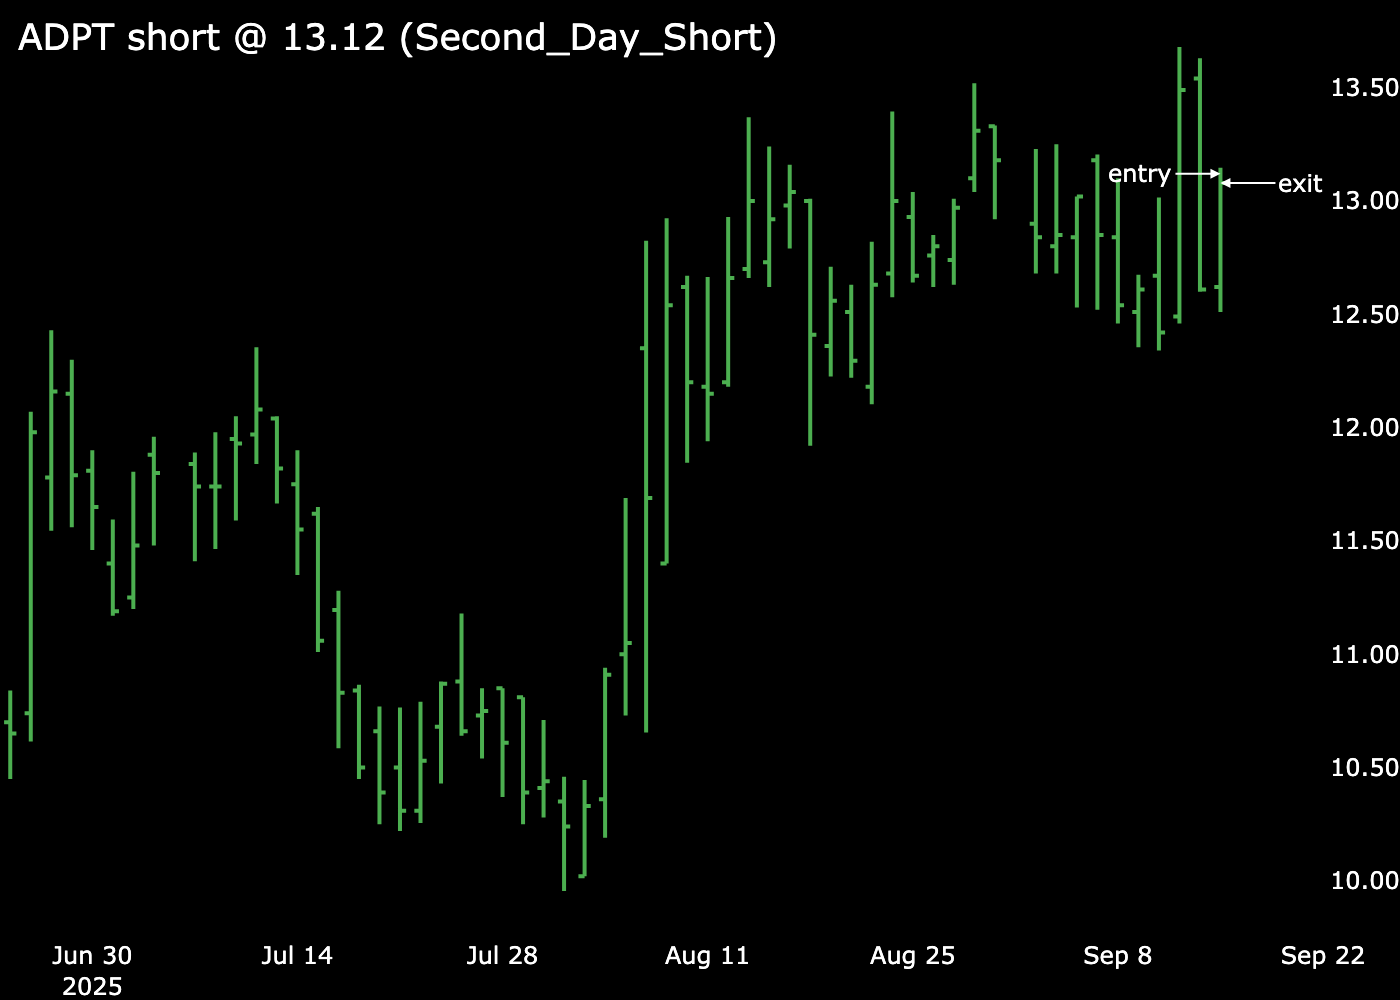 ADPT short @ 13.12 (Second_Day_Short)
13.50
entry
exit
13.00
12.50
12.00
11.50
11.00
10.50
10.00
Jun 30
2025
Jul 14
Jul 28
Aug 11
Aug 25
Sep 8
Sep 22